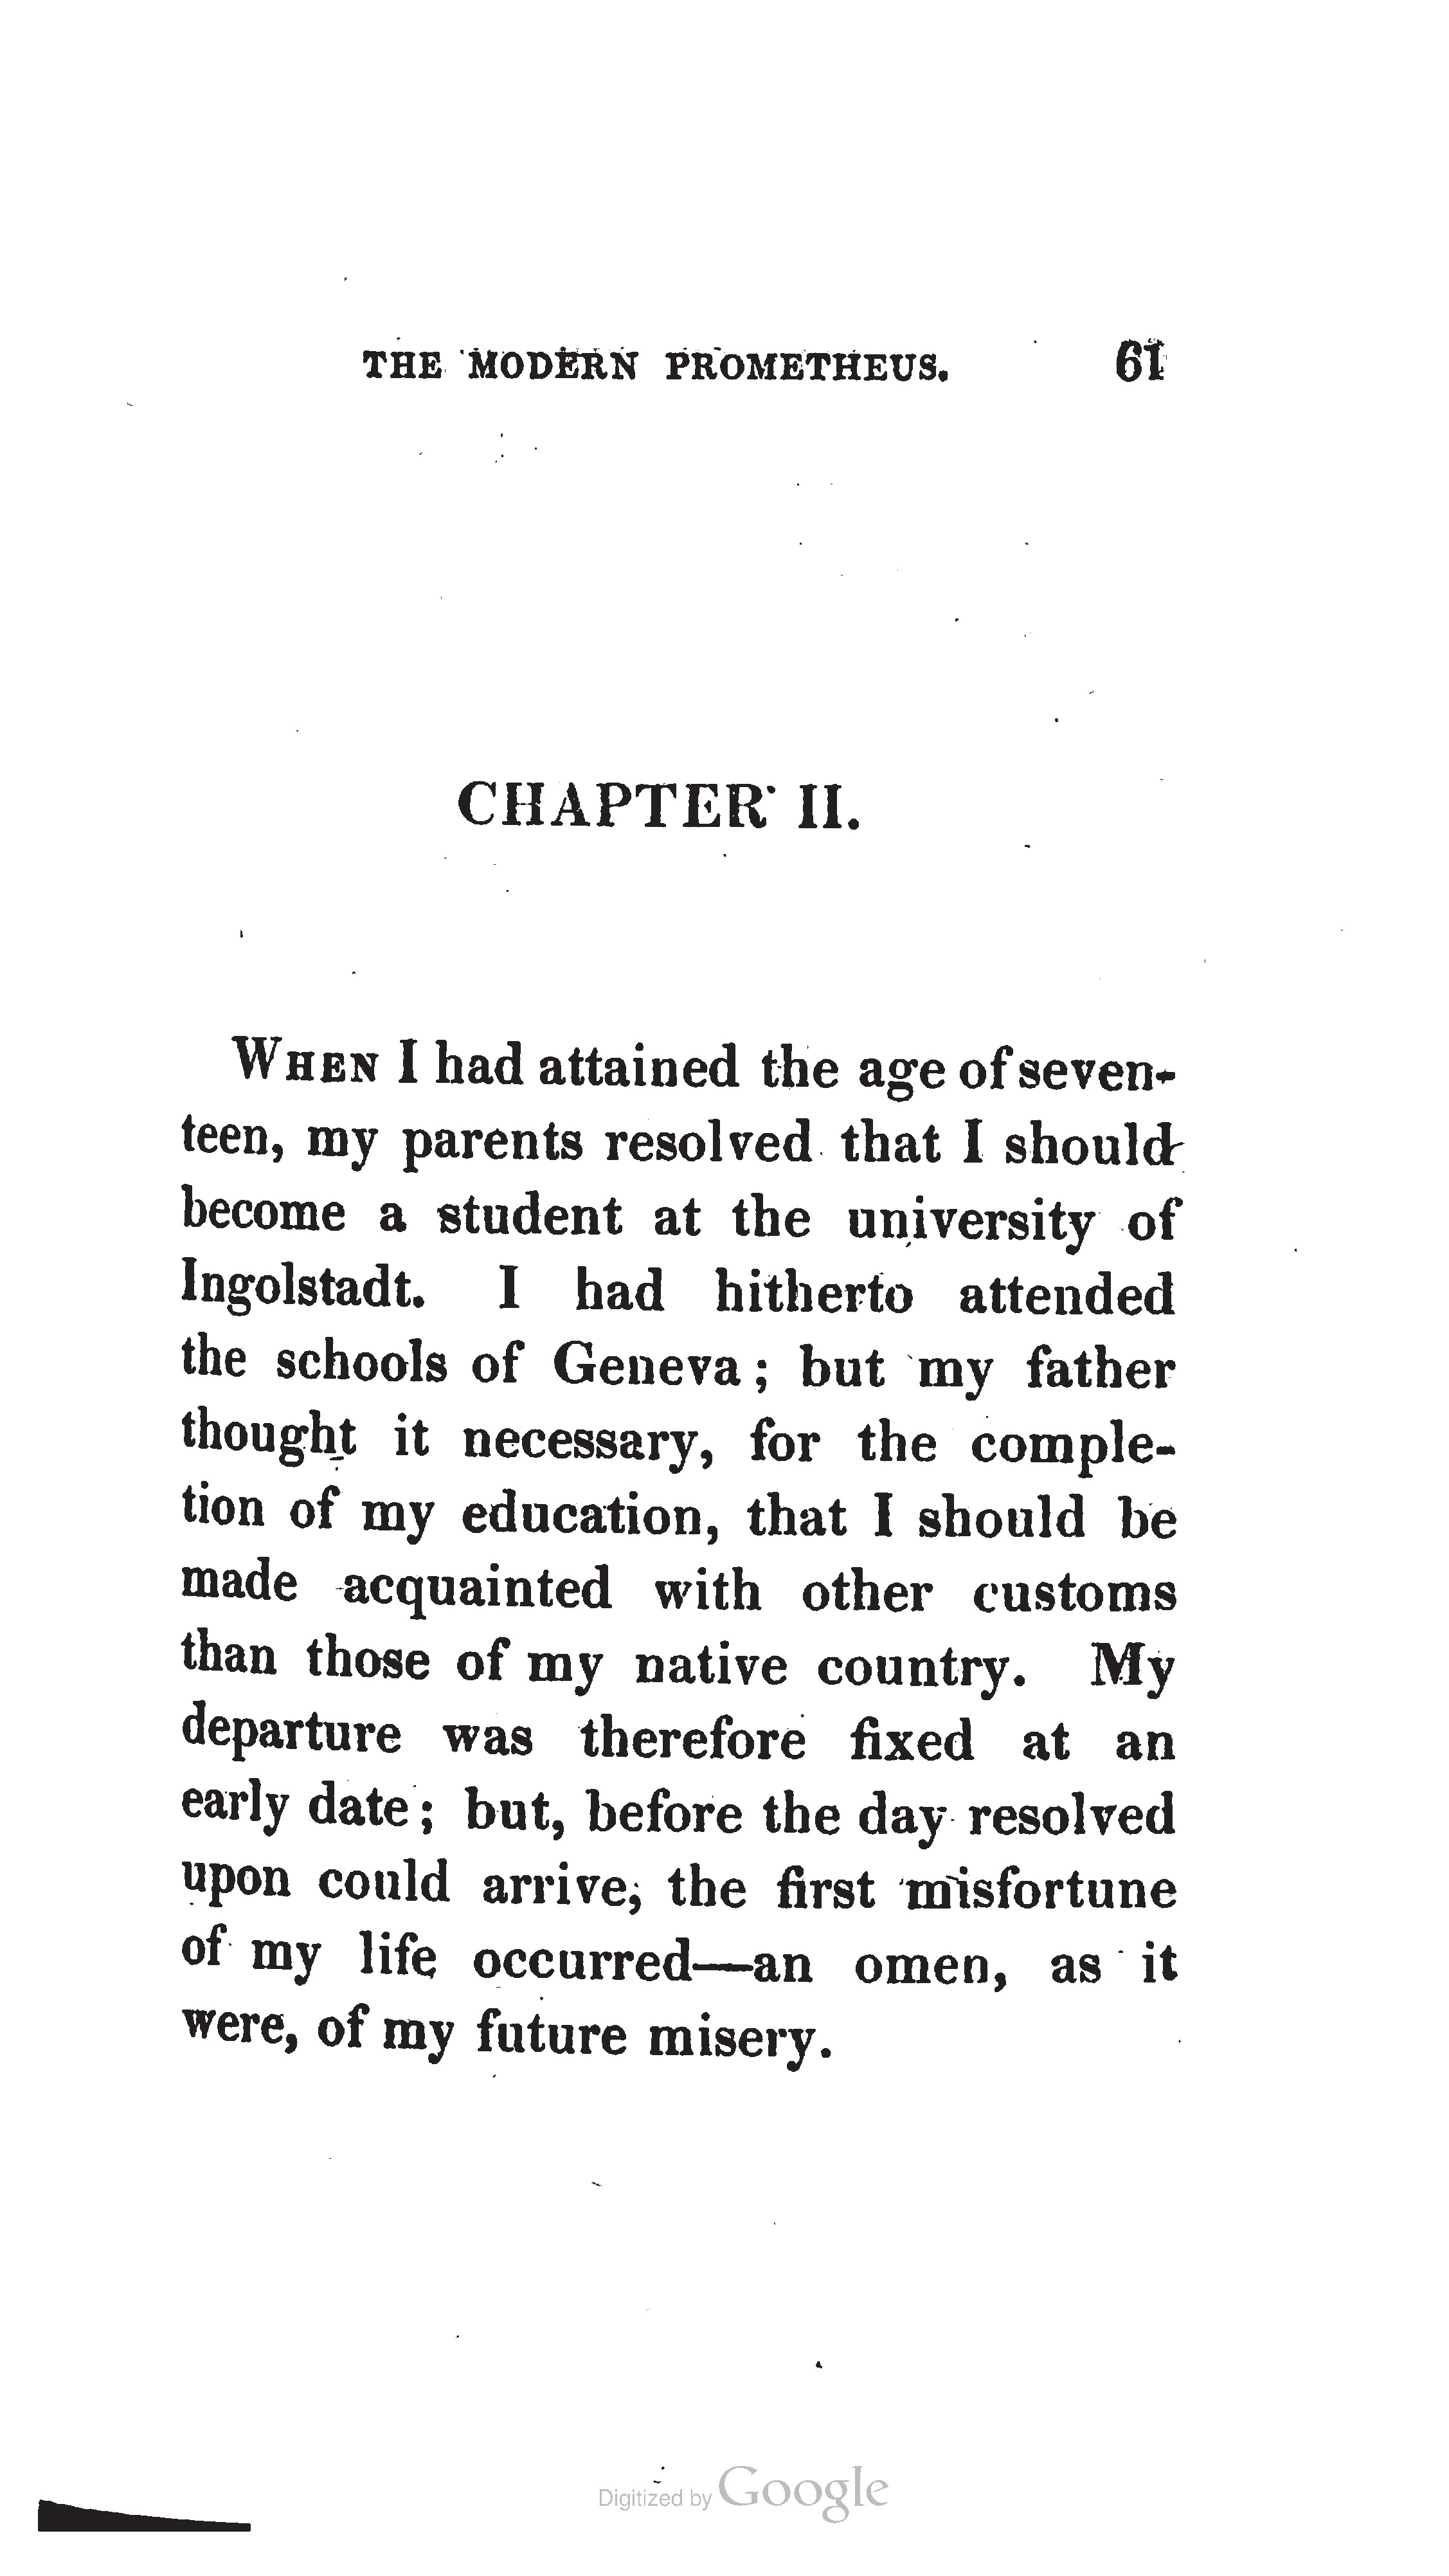 THE MODERN PROMETHEUS. 61
CHAPTER II.
WHEN I had attained the age of seven-
teen, my parents resolved that I should
become a student at the university of
Ingolstadt. I had hitherto attended
the schools of Geneva; but my father
thought it necessary, for the comple-
tion of my education, that I should be
made acquainted with other customs
than those of my native country. My
departure was therefore fixed at an
early date; but, before the day resolved
upon could arrive, the first misfortune
of my life occurred—an omen, as it
were, of my future misery.
Digitized by Google